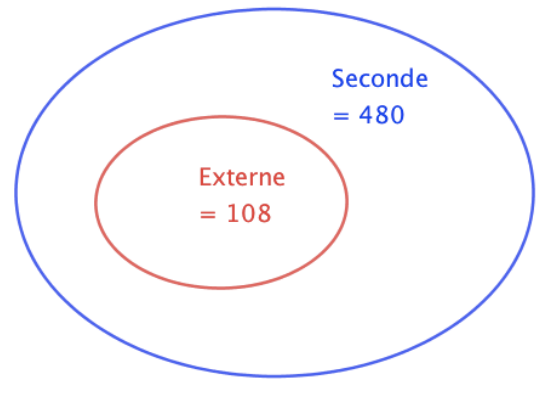 Seconde
= 480
Externe
= 108